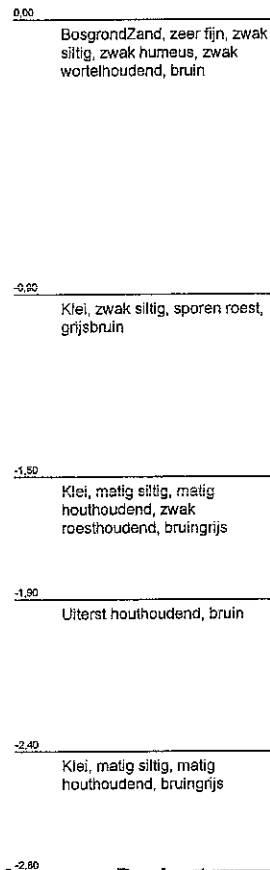 0,00
BosgrondZand, zeer fijn, zwak
siltig, zwak humeus, zwak
wortelhoudend, bruin
-0,90
Klei, zwak siltig, sporen roest,
grijsbruin
-1,50
Klei, matig siltig, matig
houthoudend, zwak
roesthoudend, bruingrijs
-1,90
Uiterst houthoudend, bruin
-2,40
Klei, matig siltig, matig
houthoudend, bruingrijs
-2,80